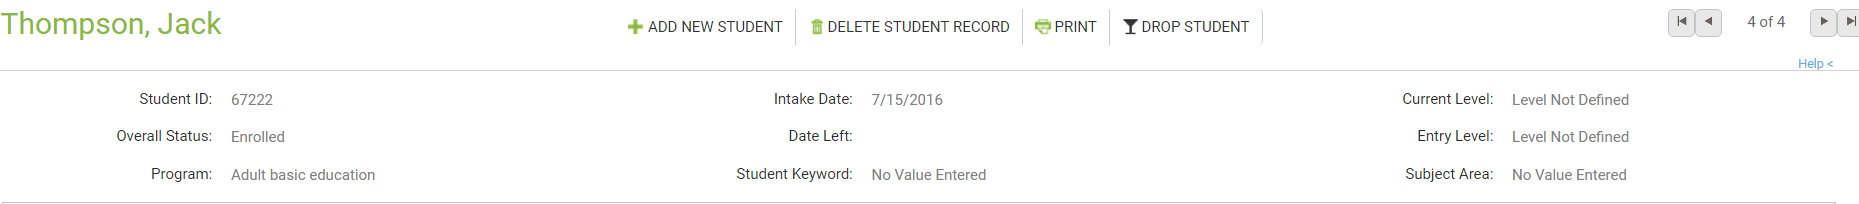 Thompson, Jack
ADD NEW STUDENT DELETE STUDENT RECORD PRINT DROP STUDENT
4 of 4
Help <
Student ID: 67222 Intake Date: 7/15/2016 Current Level: Level Not Defined
Overall Status: Enrolled Date Left: Entry Level: Level Not Defined
Program: Adult basic education Student Keyword: No Value Entered Subject Area: No Value Entered